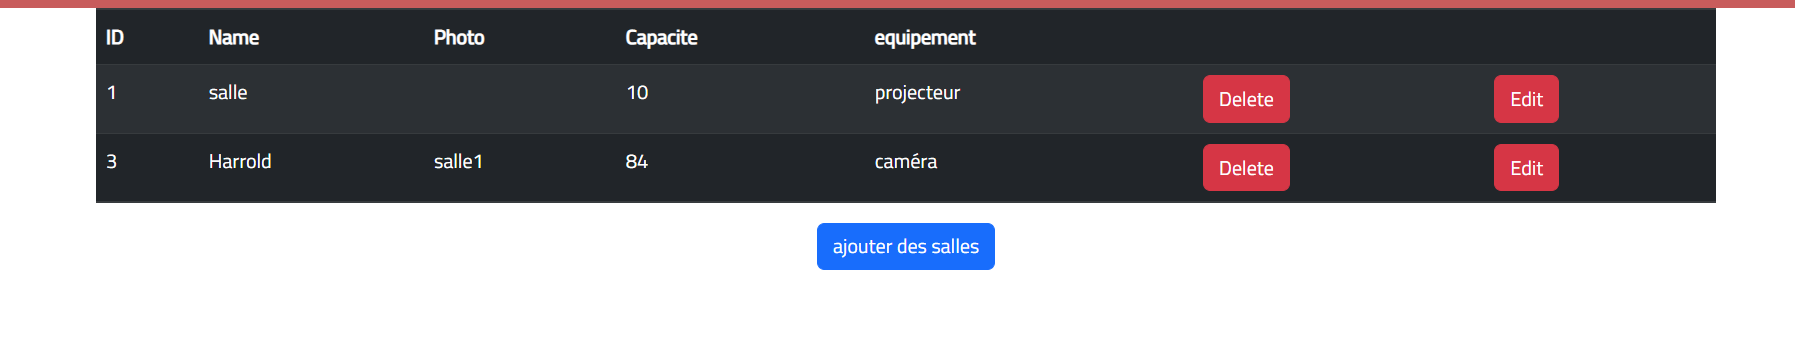 ID Name Photo Capacite equipement
1 salle 10 projecteur Delete Edit
3 Harrold salle1 84 caméra Delete Edit
ajouter des salles